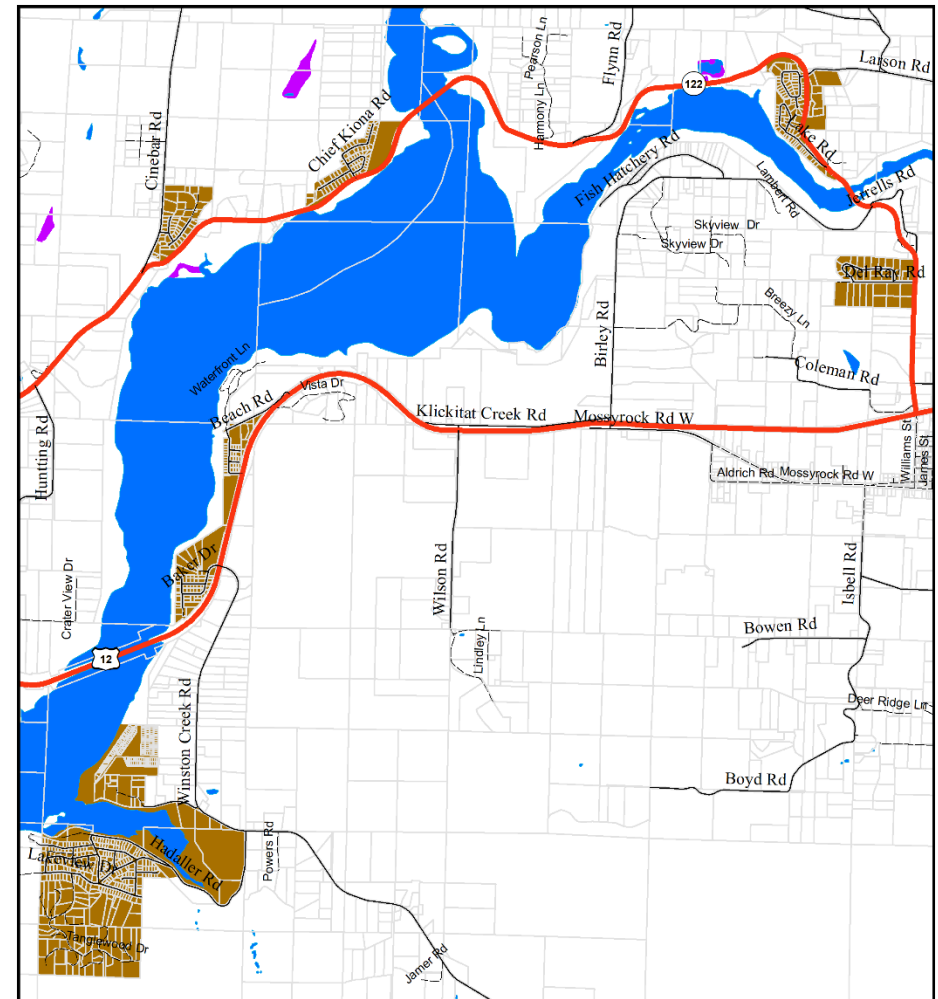 Pearson Ln
Flynn Rd
Larson Rd
122
Harmony Ln
Chief Kiona Rd
Cinebar Rd
Lake Rd
Fish Hatchery Rd
Lambert Rd
Jerrells Rd
Skyview Dr
Skyview Dr
Del Ray Rd
Breezy Ln
Birley Rd
Coleman Rd
Waterfront Ln
Vista Dr
Beach Rd
Klickitat Creek Rd
Mossyrock Rd W
Hunting Rd
Williams St
James St
Aldrich Rd
Mossyrock Rd W
Baker Dr
Wilson Rd
Isbell Rd
Crater View Dr
Bowen Rd
Lindley Ln
12
Deer Ridge Ln
Winston Creek Rd
Boyd Rd
Hadaller Rd
Powers Rd
Lakeview Dr
Tanglewood Dr
Jamer Rd